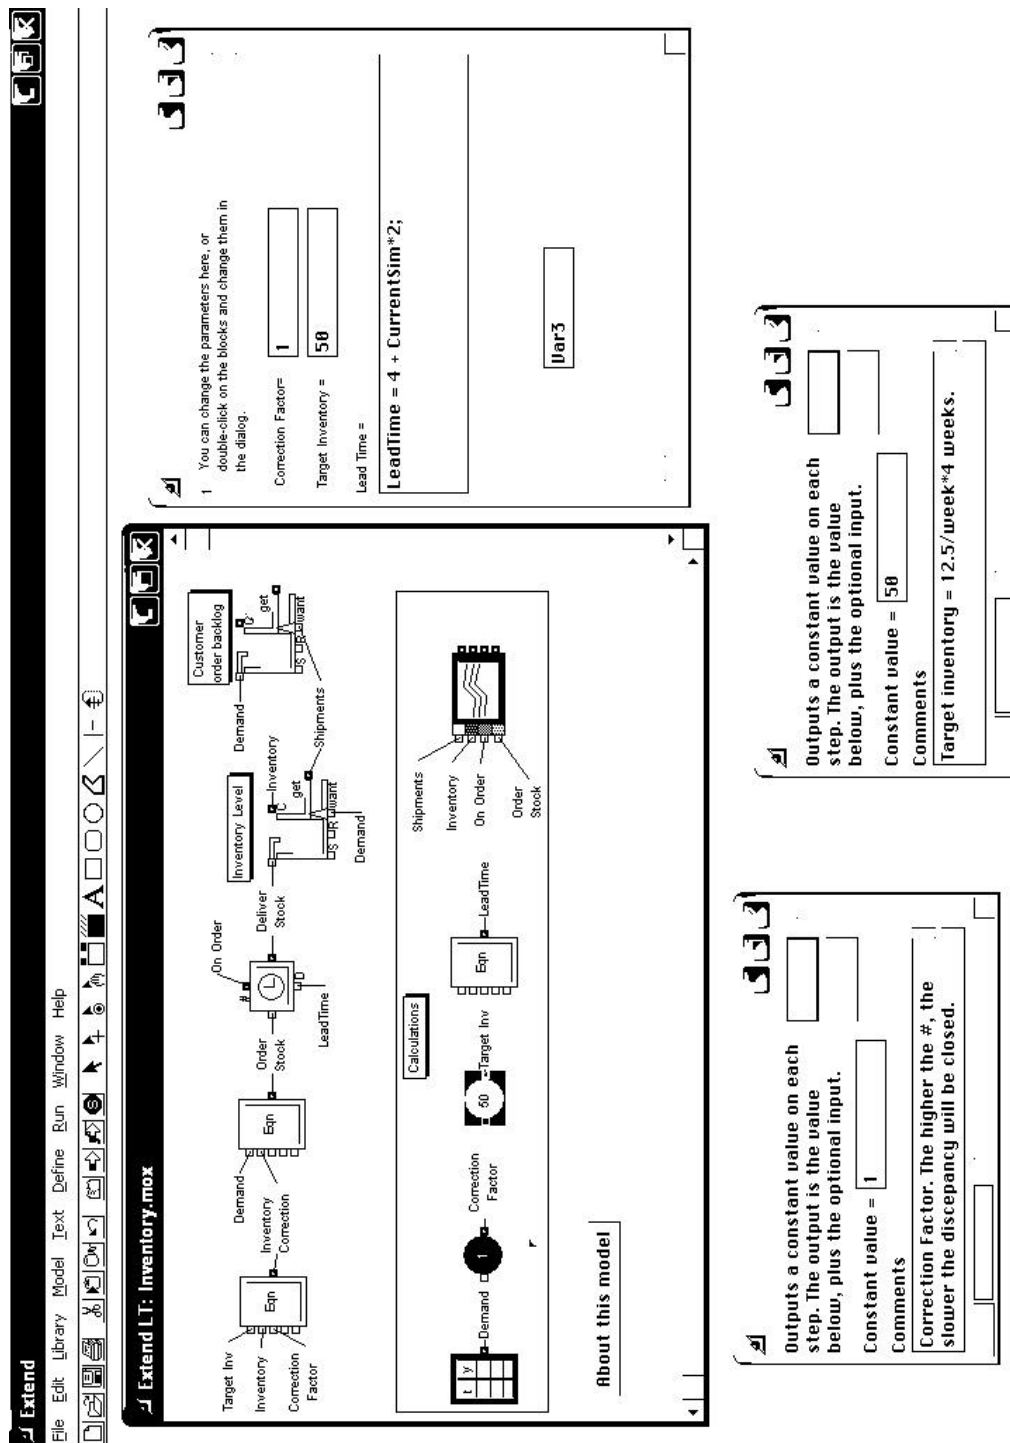 Extend
File Edit Library Model Text Define Run Window Help
Extend LT: Inventory.mox
Target Inv
Inventory
Correction
Factor
Eqn
Inventory
Correction
Demand
Eqn
Order
Stock
On Order
#
D
LeadTime
Deliver
Stock
Inventory Level
Inventory
C
get
S R want
Demand
Shipments
Customer
order backlog
Demand
C
get
S R want
Shipments
Calculations
t y
Demand
1
Correction
Factor
50
Target Inv
Eqn
LeadTime
Shipments
Inventory
On Order
Order
Stock
About this model
1 You can change the parameters here, or
double-click on the blocks and change them in
the dialog.
Correction Factor= 1
Target Inventory = 50
Lead Time =
LeadTime = 4 + CurrentSim*2;
Var3
Outputs a constant value on each
step. The output is the value
below, plus the optional input.
Constant value = 1
Comments
Correction Factor. The higher the #, the
slower the discepancy will be closed.
Outputs a constant value on each
step. The output is the value
below, plus the optional input.
Constant value = 50
Comments
Target inventory = 12.5/week*4 weeks.